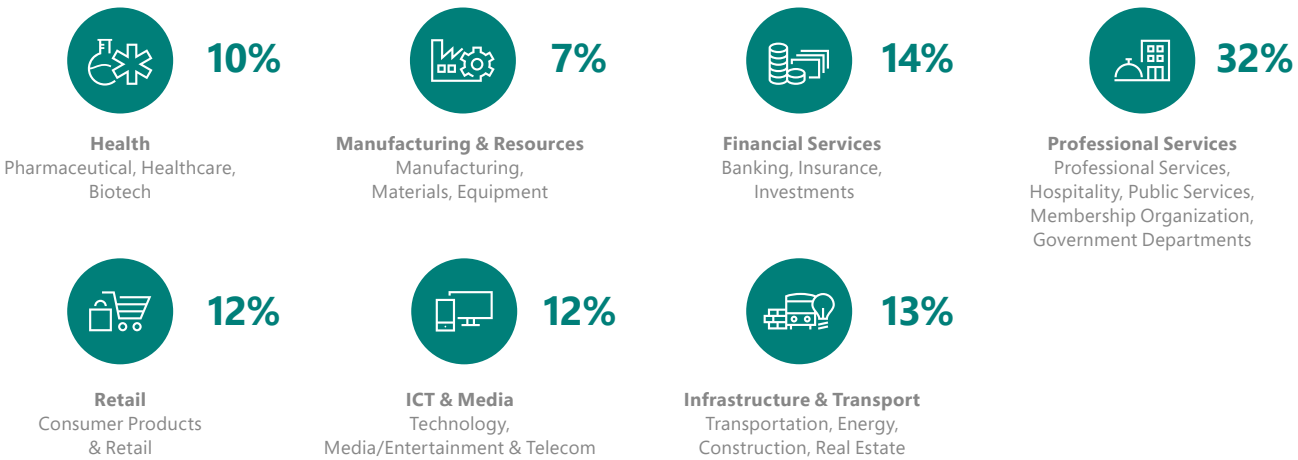 10%
Health
Pharmaceutical, Healthcare,
Biotech
7%
Manufacturing & Resources
Manufacturing,
Materials, Equipment
14%
Financial Services
Banking, Insurance,
Investments
32%
Professional Services
Professional Services,
Hospitality, Public Services,
Membership Organization,
Government Departments
12%
Retail
Consumer Products
& Retail
12%
ICT & Media
Technology,
Media/Entertainment & Telecom
13%
Infrastructure & Transport
Transportation, Energy,
Construction, Real Estate